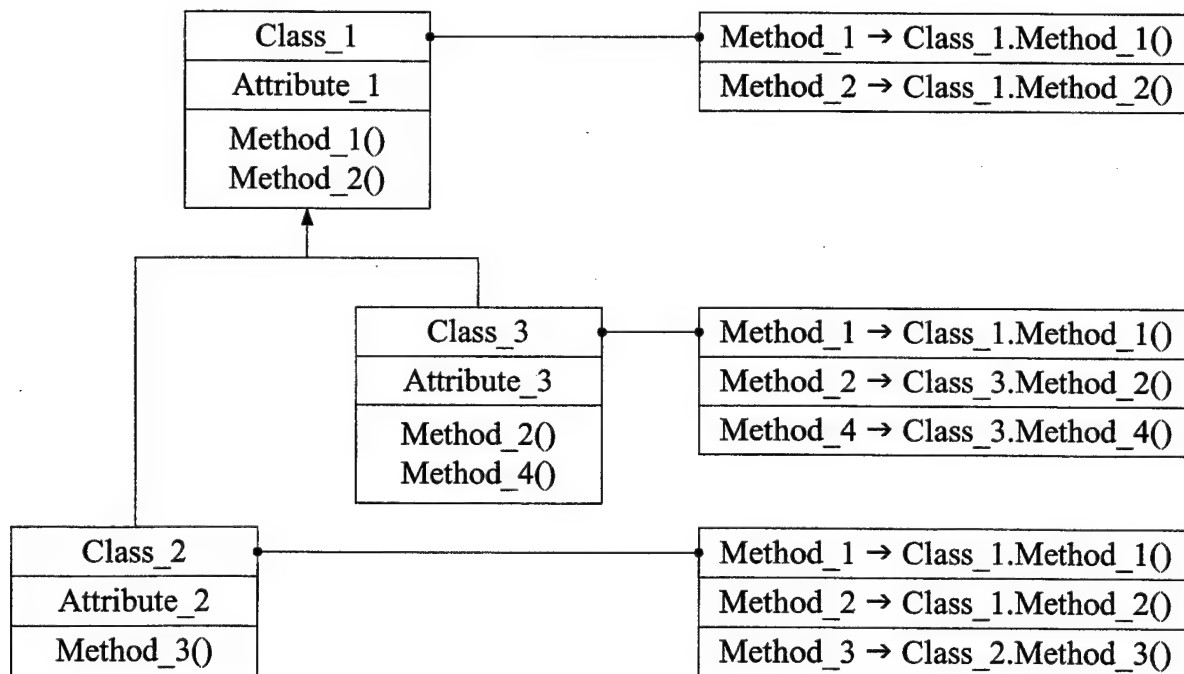 Class_1
Attribute_1
Method_1()
Method_2()
Method_1 → Class_1.Method_1()
Method_2 → Class_1.Method_2()
Class_3
Attribute_3
Method_2()
Method_4()
Method_1 → Class_1.Method_1()
Method_2 → Class_3.Method_2()
Method_4 → Class_3.Method_4()
Class_2
Attribute_2
Method_3()
Method_1 → Class_1.Method_1()
Method_2 → Class_1.Method_2()
Method_3 → Class_2.Method_3()